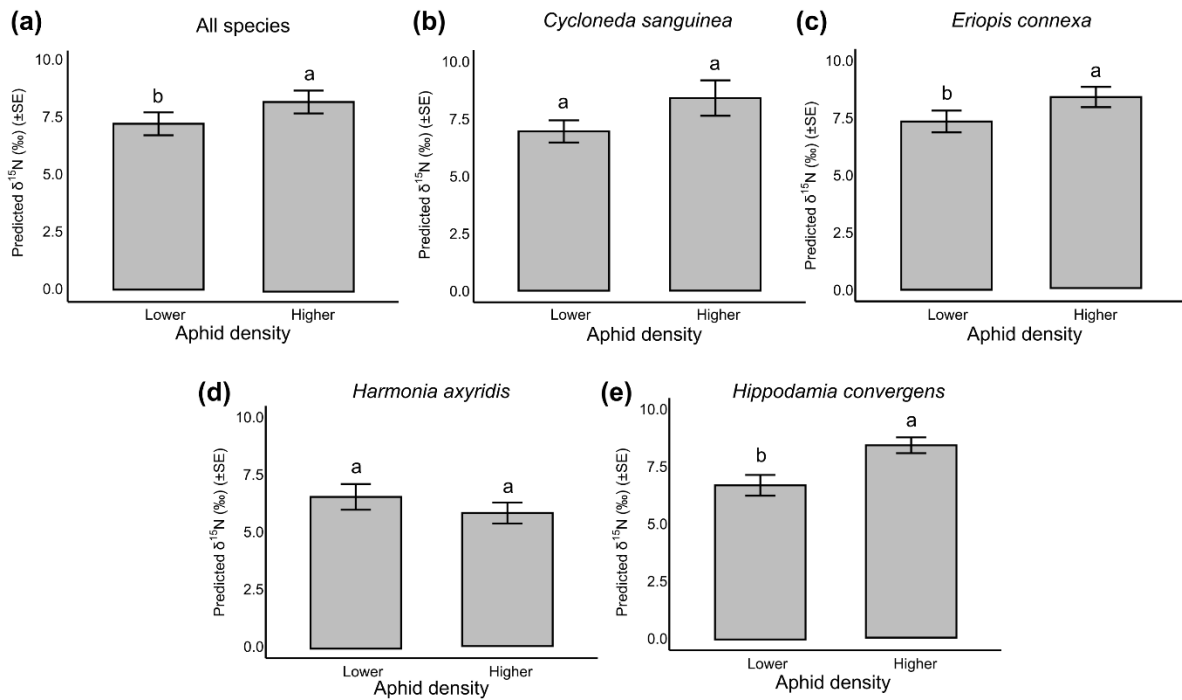 (a)
All species
10.0
7.5
5.0
2.5
0.0
Predicted δ¹⁵N (‰) (±SE)
b
a
Lower
Higher
Aphid density
(b)
Cycloneda sanguinea
10.0
7.5
5.0
2.5
0.0
Predicted δ¹⁵N (‰) (±SE)
a
a
Lower
Higher
Aphid density
(c)
Eriopis connexa
10.0
7.5
5.0
2.5
0.0
Predicted δ¹⁵N (‰) (±SE)
b
a
Lower
Higher
Aphid density
(d)
Harmonia axyridis
10.0
7.5
5.0
2.5
0.0
Predicted δ¹⁵N (‰) (±SE)
a
a
Lower
Higher
Aphid density
(e)
Hippodamia convergens
10.0
7.5
5.0
2.5
0.0
Predicted δ¹⁵N (‰) (±SE)
b
a
Lower
Higher
Aphid density